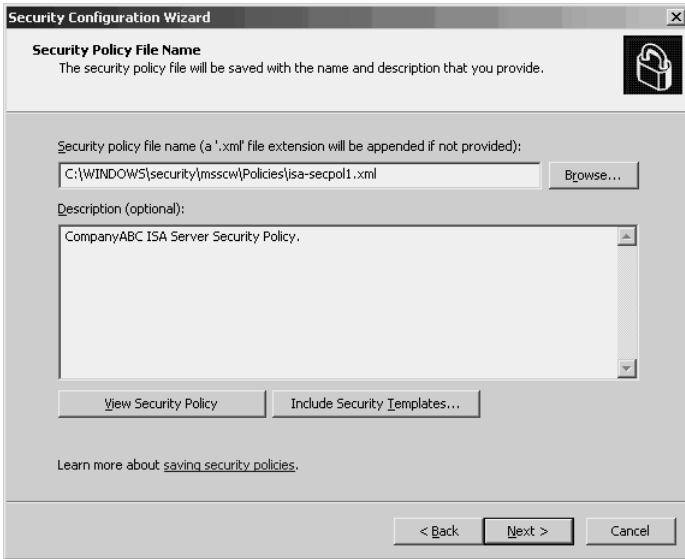 Security Configuration Wizard
Security Policy File Name
The security policy file will be saved with the name and description that you provide.
Security policy file name (a '.xml' file extension will be appended if not provided):
C:\WINDOWS\security\msscw\Policies\isa-secpol1.xml
Browse...
Description (optional):
CompanyABC ISA Server Security Policy.
View Security Policy
Include Security Templates...
Learn more about saving security policies.
< Back
Next >
Cancel